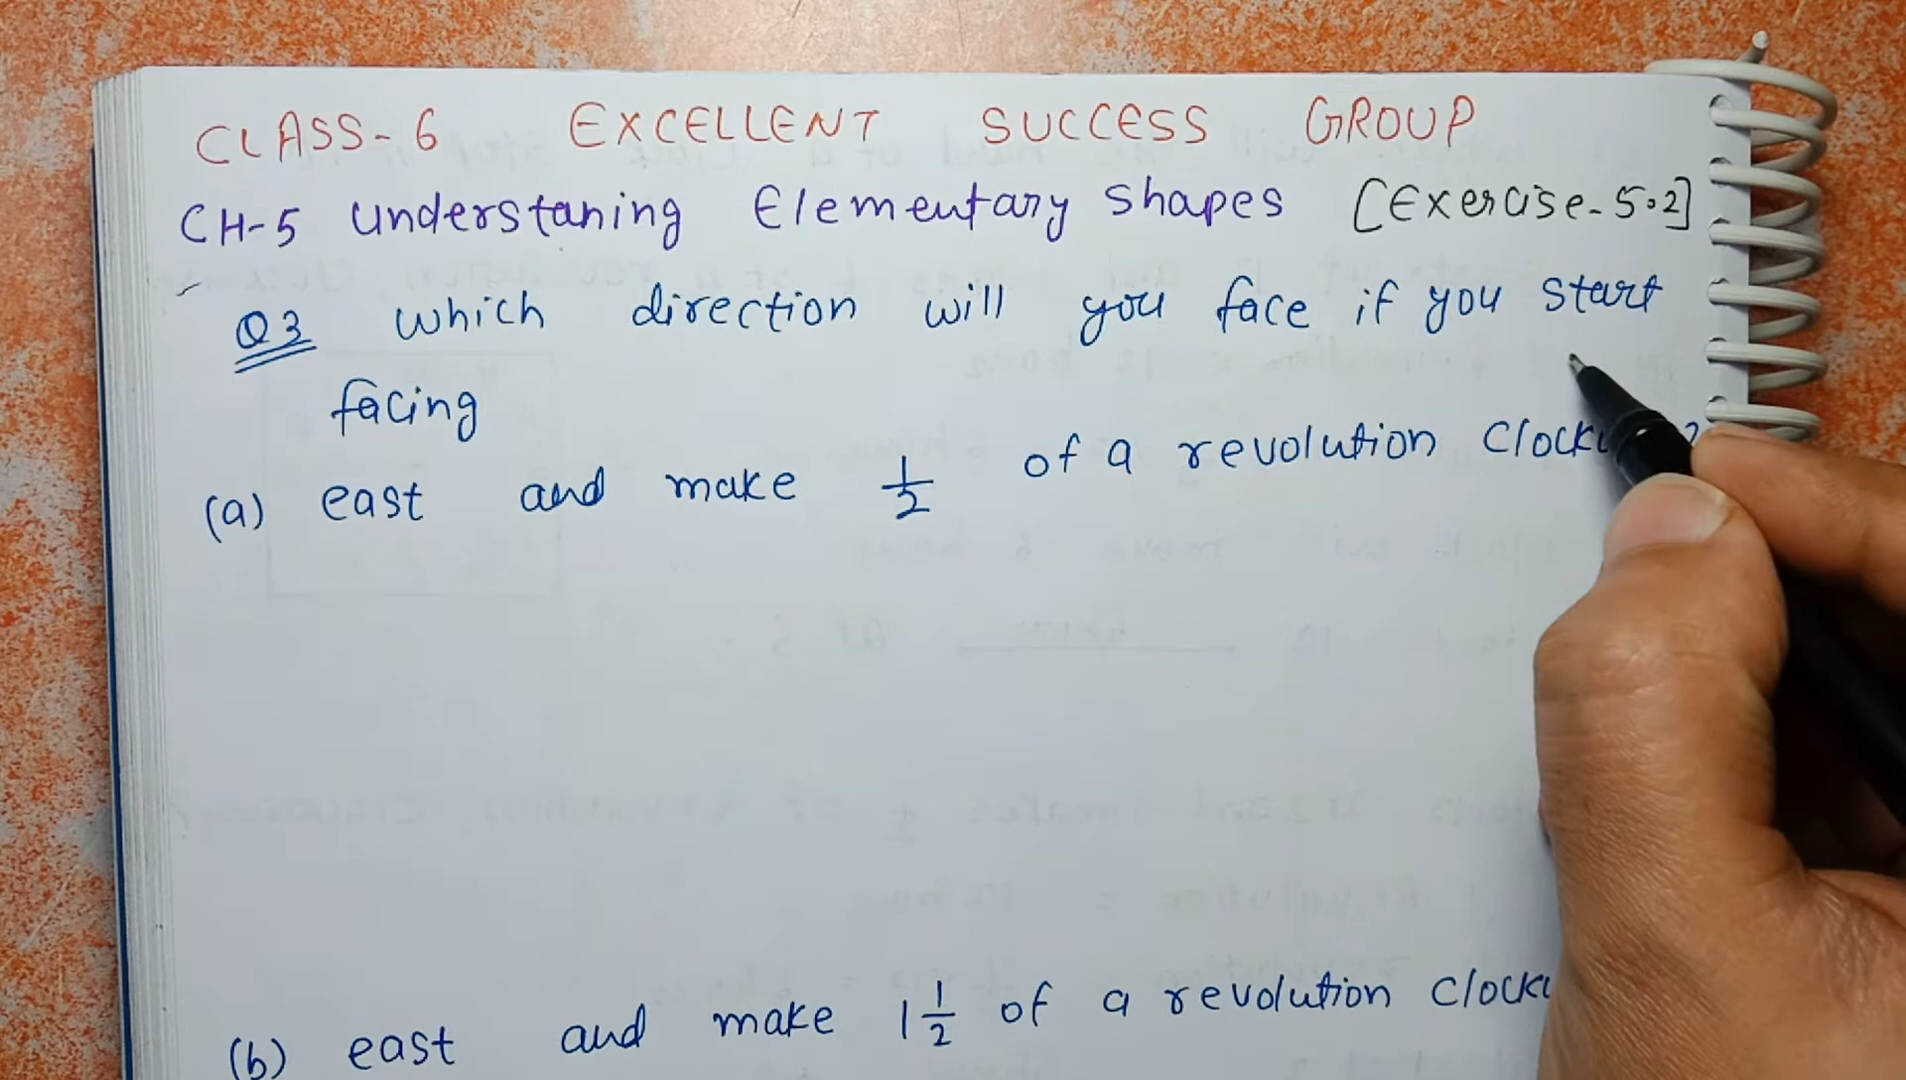 CLASS-6 EXCELLENT SUCCESS GROUP
CH-5 Understaning Elementary Shapes [Exercise-5.2]
Q3 which direction will you face if you start
facing
(a) east and make 1/2 of a revolution
(b) east and make 1 1/2 of a revolution